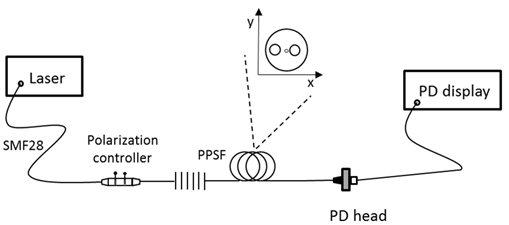 y
x
Laser
PD display
SMF28
Polarization
controller
PPSF
PD head